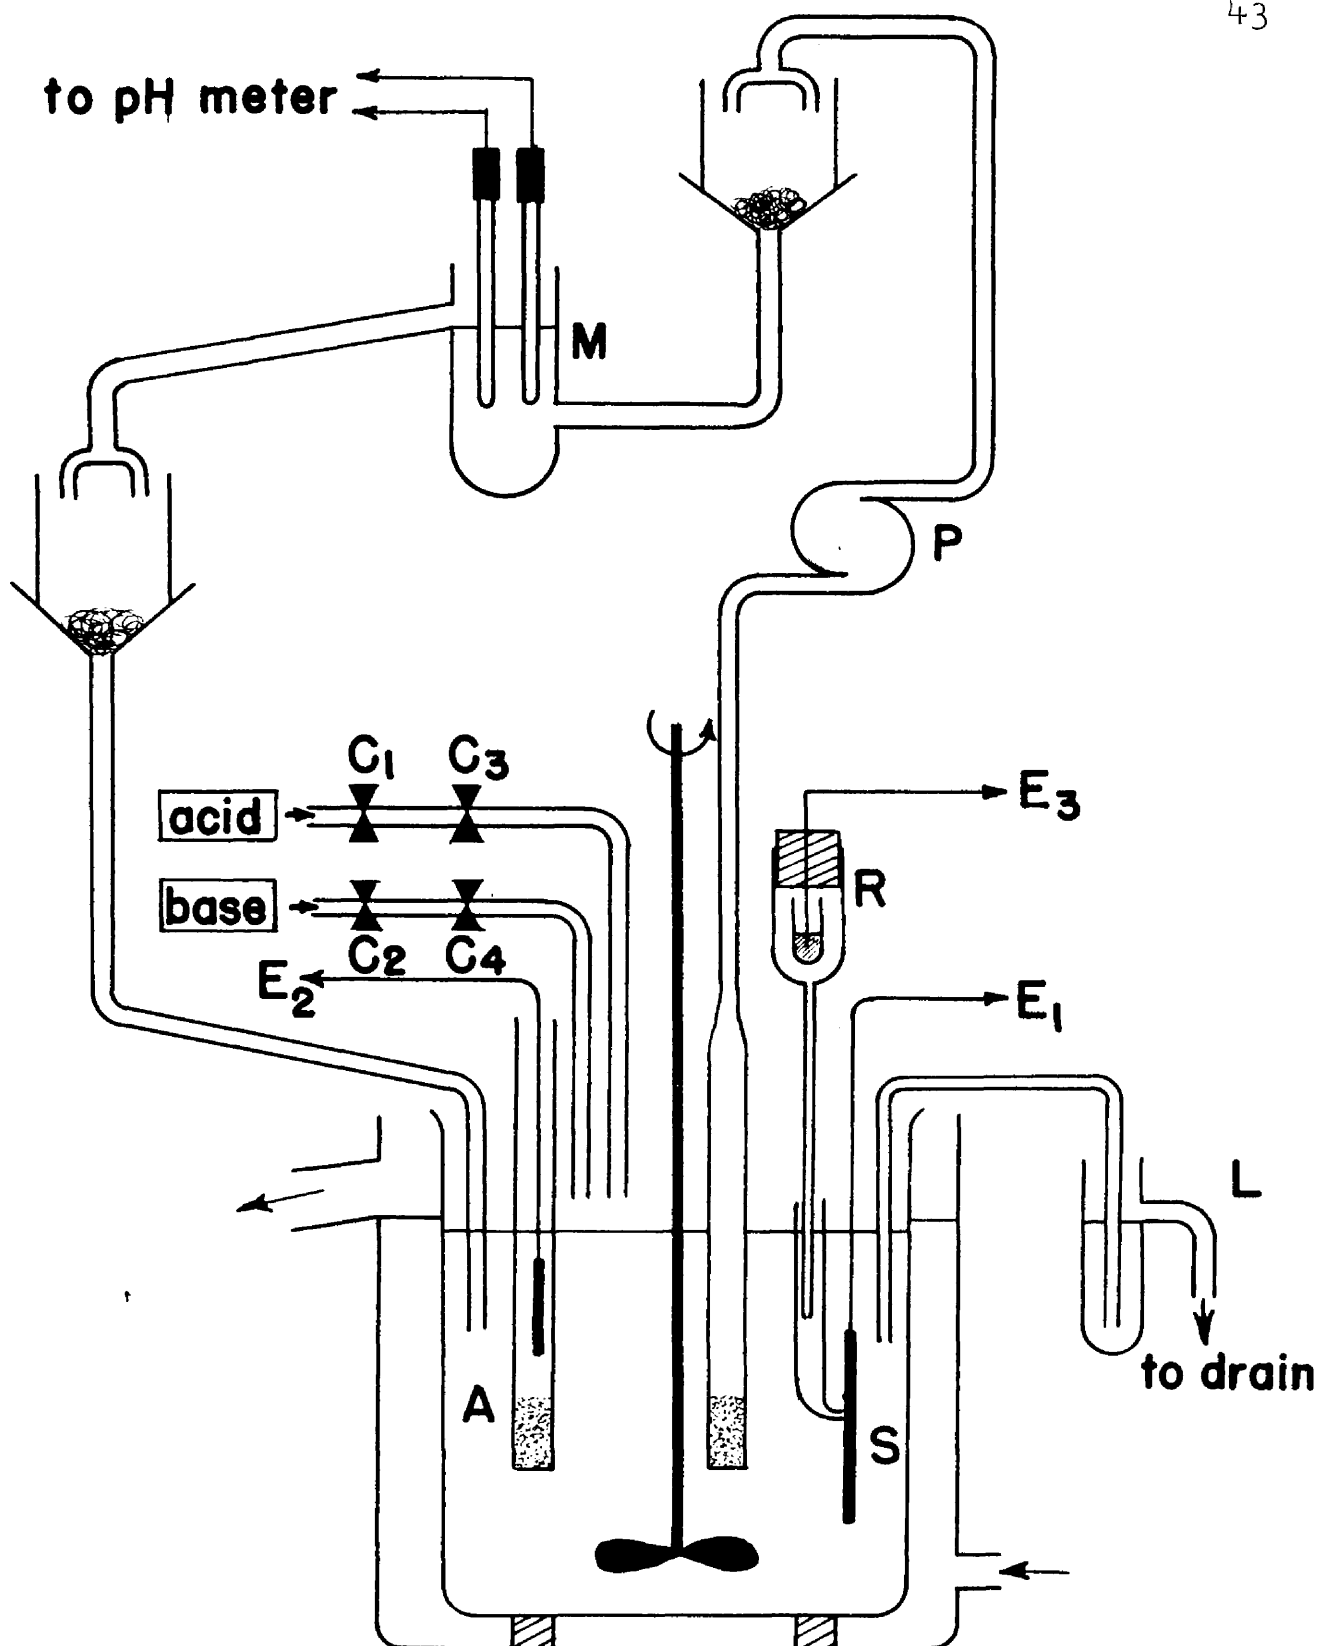 43
to pH meter
M
P
C1 C3
acid
E3
R
base
C2 C4
E2
E1
L
to drain
A
S